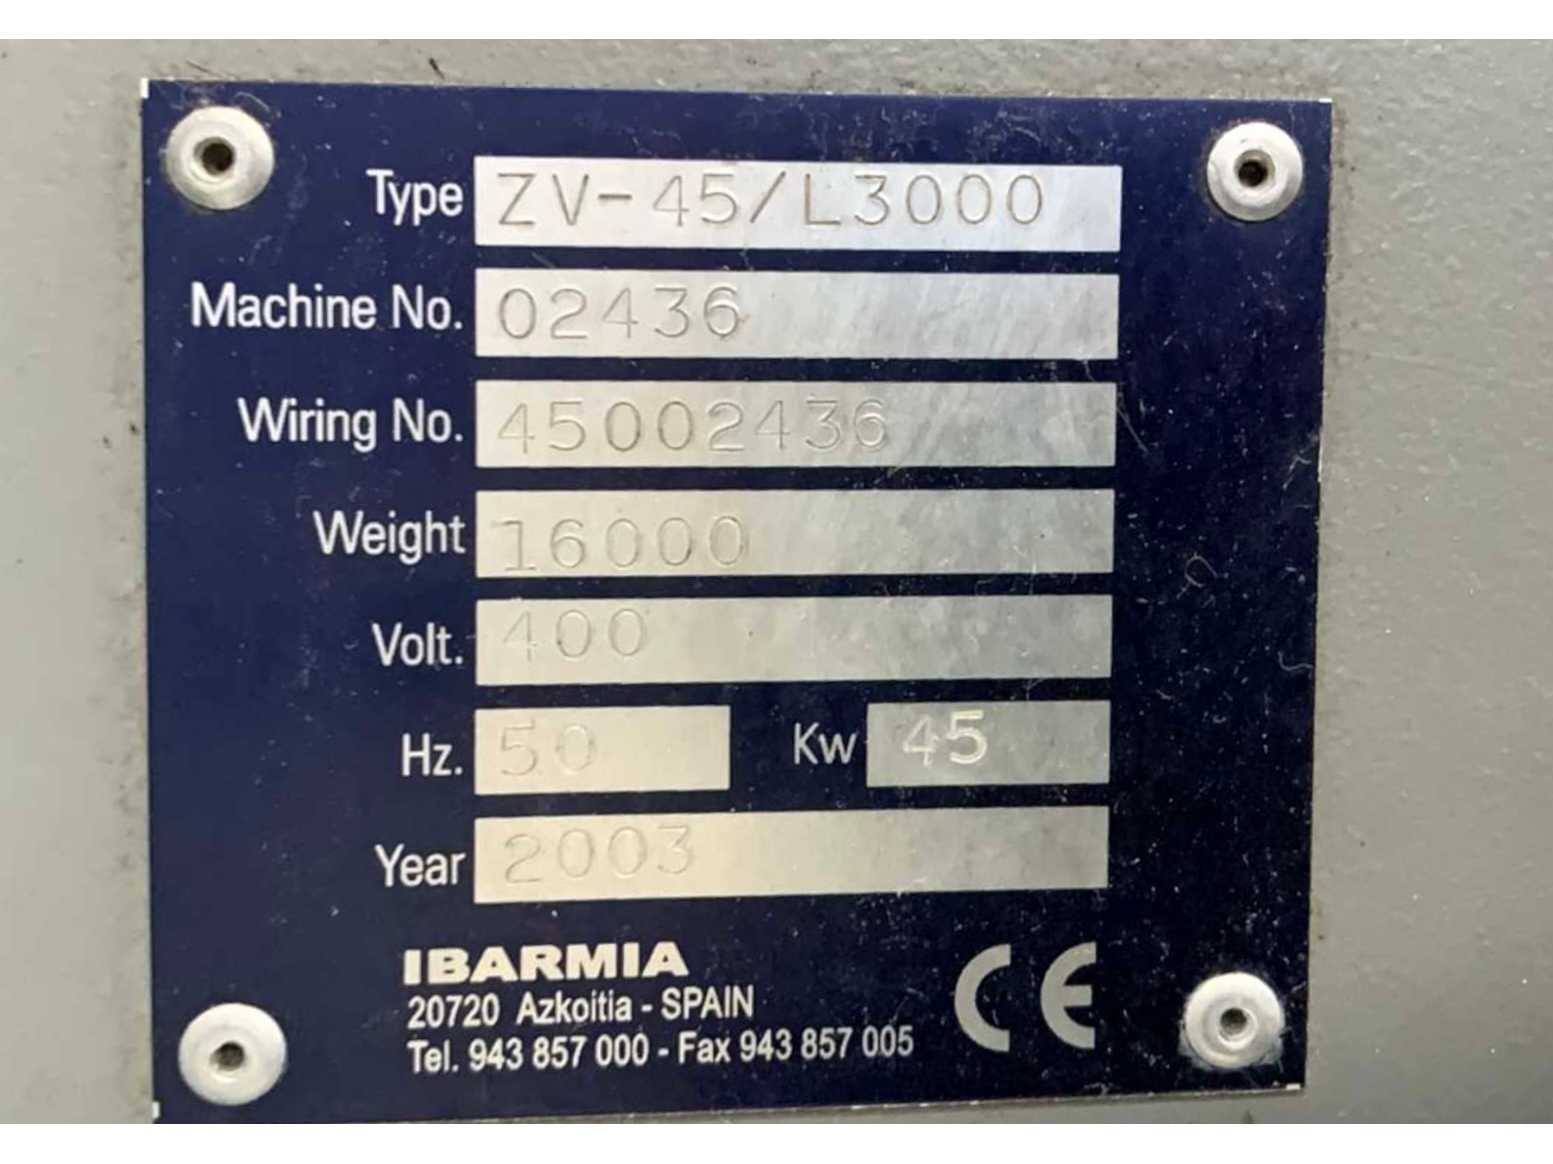 Type ZV-45/L3000
Machine No. 02436
Wiring No. 45002436
Weight 16000
Volt. 400
Hz. 50 Kw 45
Year 2003
IBARMIA
20720 Azkoitia - SPAIN
Tel. 943 857 000 - Fax 943 857 005
CE